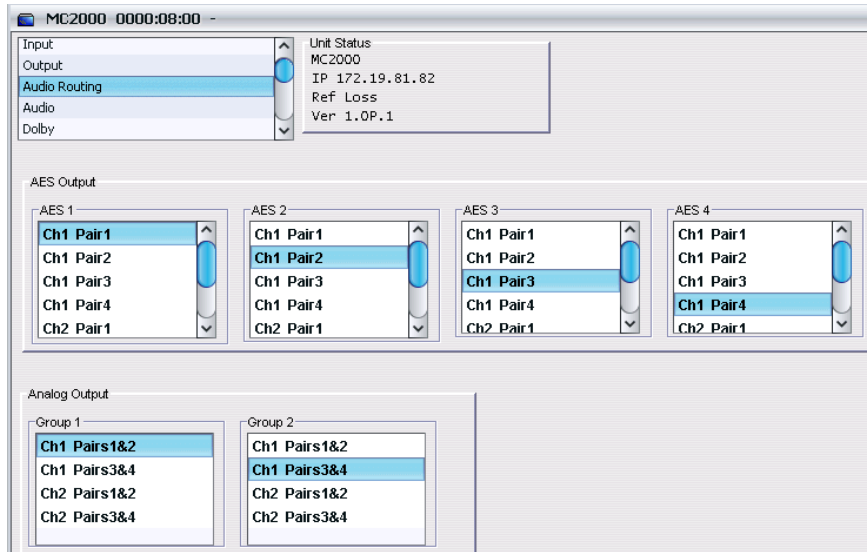 MC2000 0000:08:00 -
Input
Output
Audio Routing
Audio
Dolby
Unit Status
MC2000
IP 172.19.81.82
Ref Loss
Ver 1.0P.1
AES Output
AES 1
Ch1 Pair1
Ch1 Pair2
Ch1 Pair3
Ch1 Pair4
Ch2 Pair1
AES 2
Ch1 Pair1
Ch1 Pair2
Ch1 Pair3
Ch1 Pair4
Ch2 Pair1
AES 3
Ch1 Pair1
Ch1 Pair2
Ch1 Pair3
Ch1 Pair4
Ch2 Pair1
AES 4
Ch1 Pair1
Ch1 Pair2
Ch1 Pair3
Ch1 Pair4
Ch2 Pair1
Analog Output
Group 1
Ch1 Pairs1&2
Ch1 Pairs3&4
Ch2 Pairs1&2
Ch2 Pairs3&4
Group 2
Ch1 Pairs1&2
Ch1 Pairs3&4
Ch2 Pairs1&2
Ch2 Pairs3&4